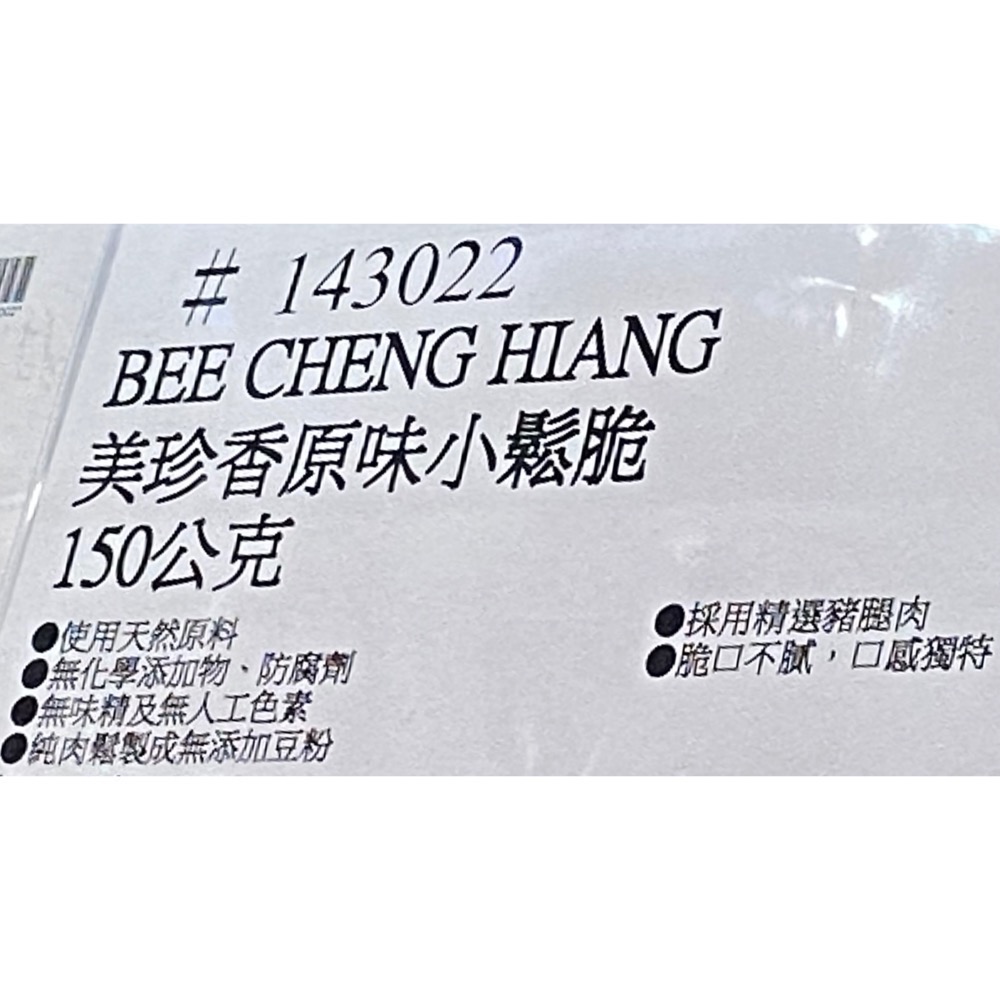 # 143022
BEE CHENG HIANG
美珍香原味小鬆脆
150公克
●使用天然原料
●無化學添加物、防腐劑
●無味精及無人工色素
●純肉鬆製成無添加豆粉
●採用精選豬腿肉
●脆口不膩，口感獨特